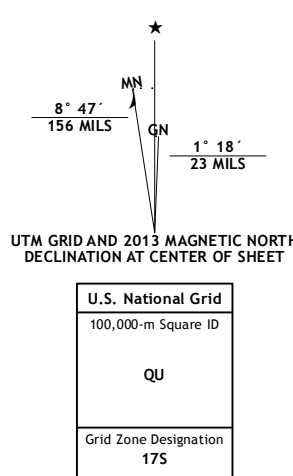 MN
8° 47´
156 MILS
GN
1° 18´
23 MILS
UTM GRID AND 2013 MAGNETIC NORTH
DECLINATION AT CENTER OF SHEET
U.S. National Grid
100,000-m Square ID
QU
Grid Zone Designation
17S